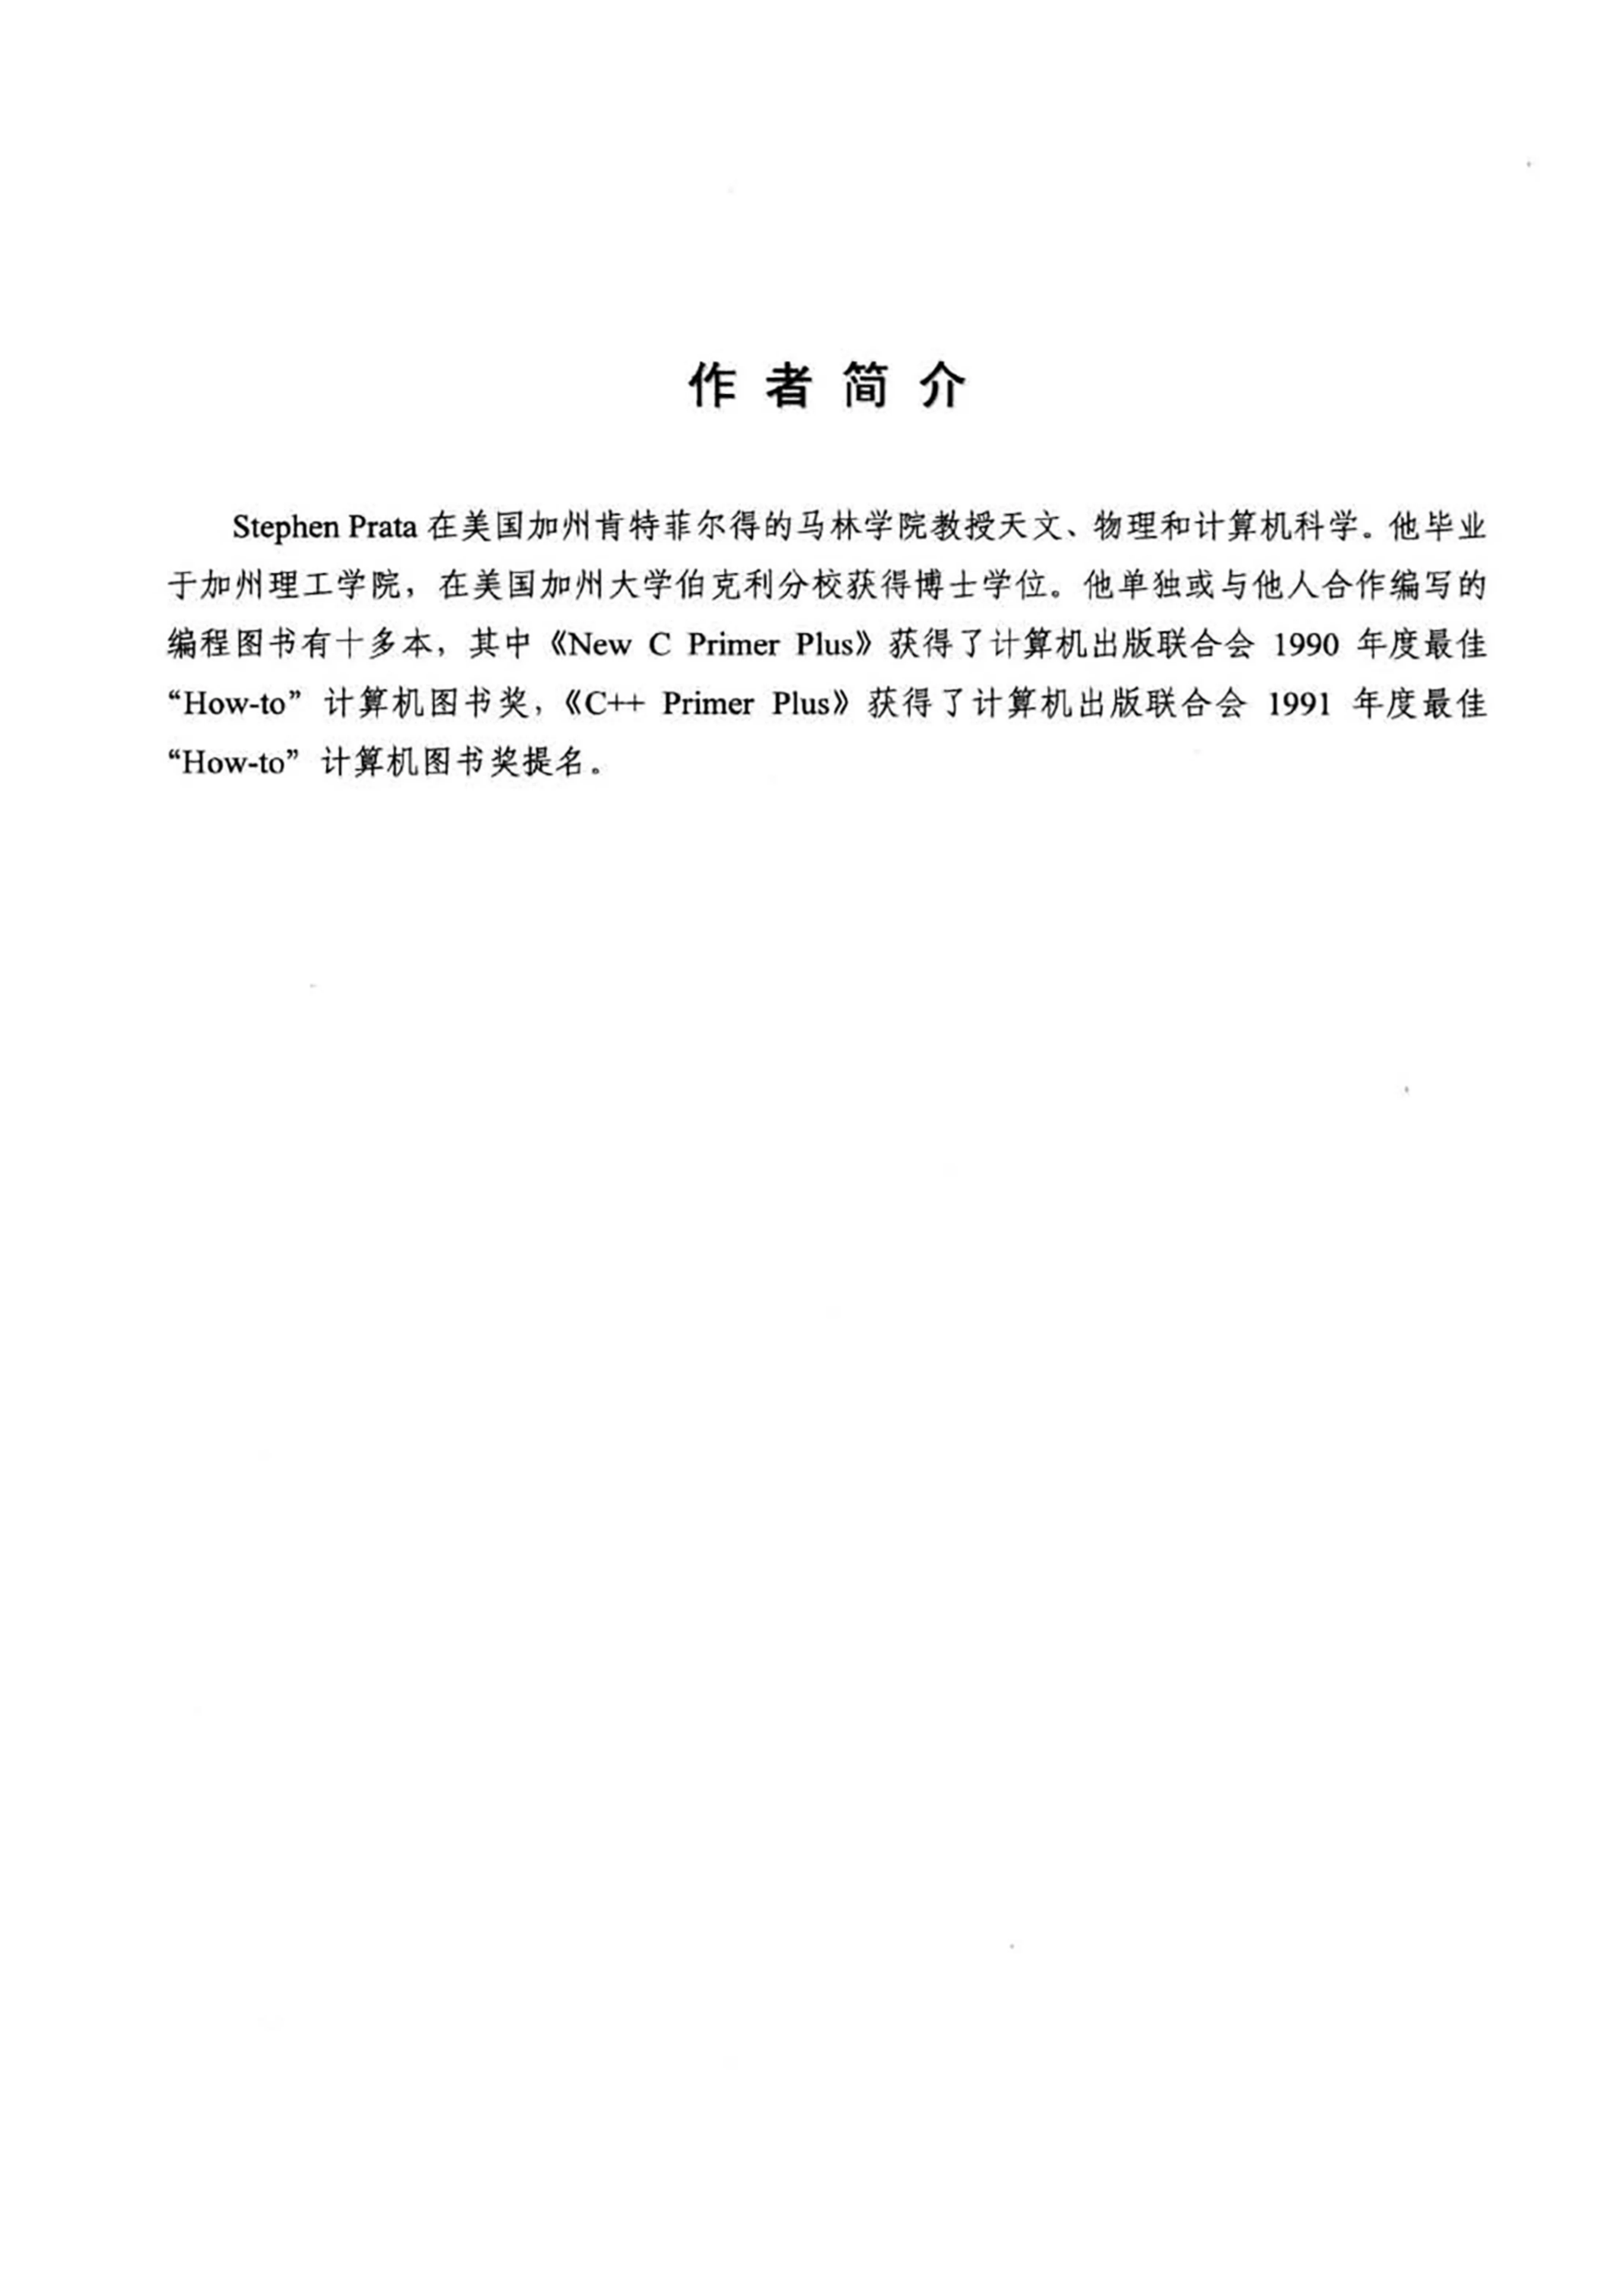 作者简介
Stephen Prata 在美国加州肯特菲尔得的马林学院教授天文、物理和计算机科学。他毕业
于加州理工学院，在美国加州大学伯克利分校获得博士学位。他单独或与他人合作编写的
编程图书有十多本，其中《New C Primer Plus》获得了计算机出版联合会 1990 年度最佳
“How-to” 计算机图书奖，《C++ Primer Plus》获得了计算机出版联合会 1991 年度最佳
“How-to” 计算机图书奖提名。